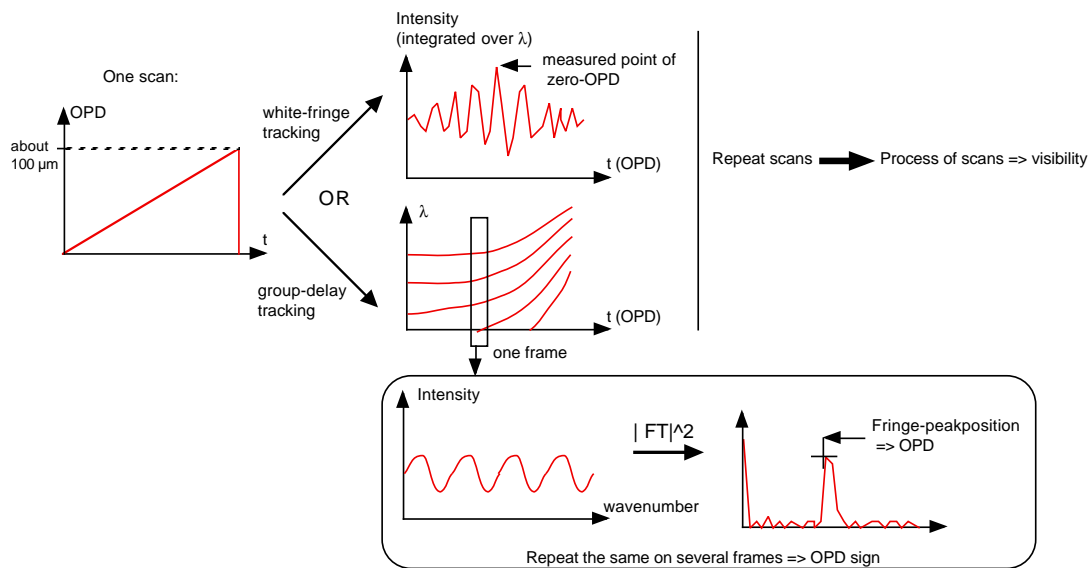 One scan:
OPD
about
100 µm
t
white-fringe
tracking
OR
group-delay
tracking
Intensity
(integrated over λ)
measured point of
zero-OPD
t (OPD)
λ
t (OPD)
one frame
Repeat scans
Process of scans => visibility
Intensity
wavenumber
| FT|^2
Fringe-peakposition
=> OPD
Repeat the same on several frames => OPD sign